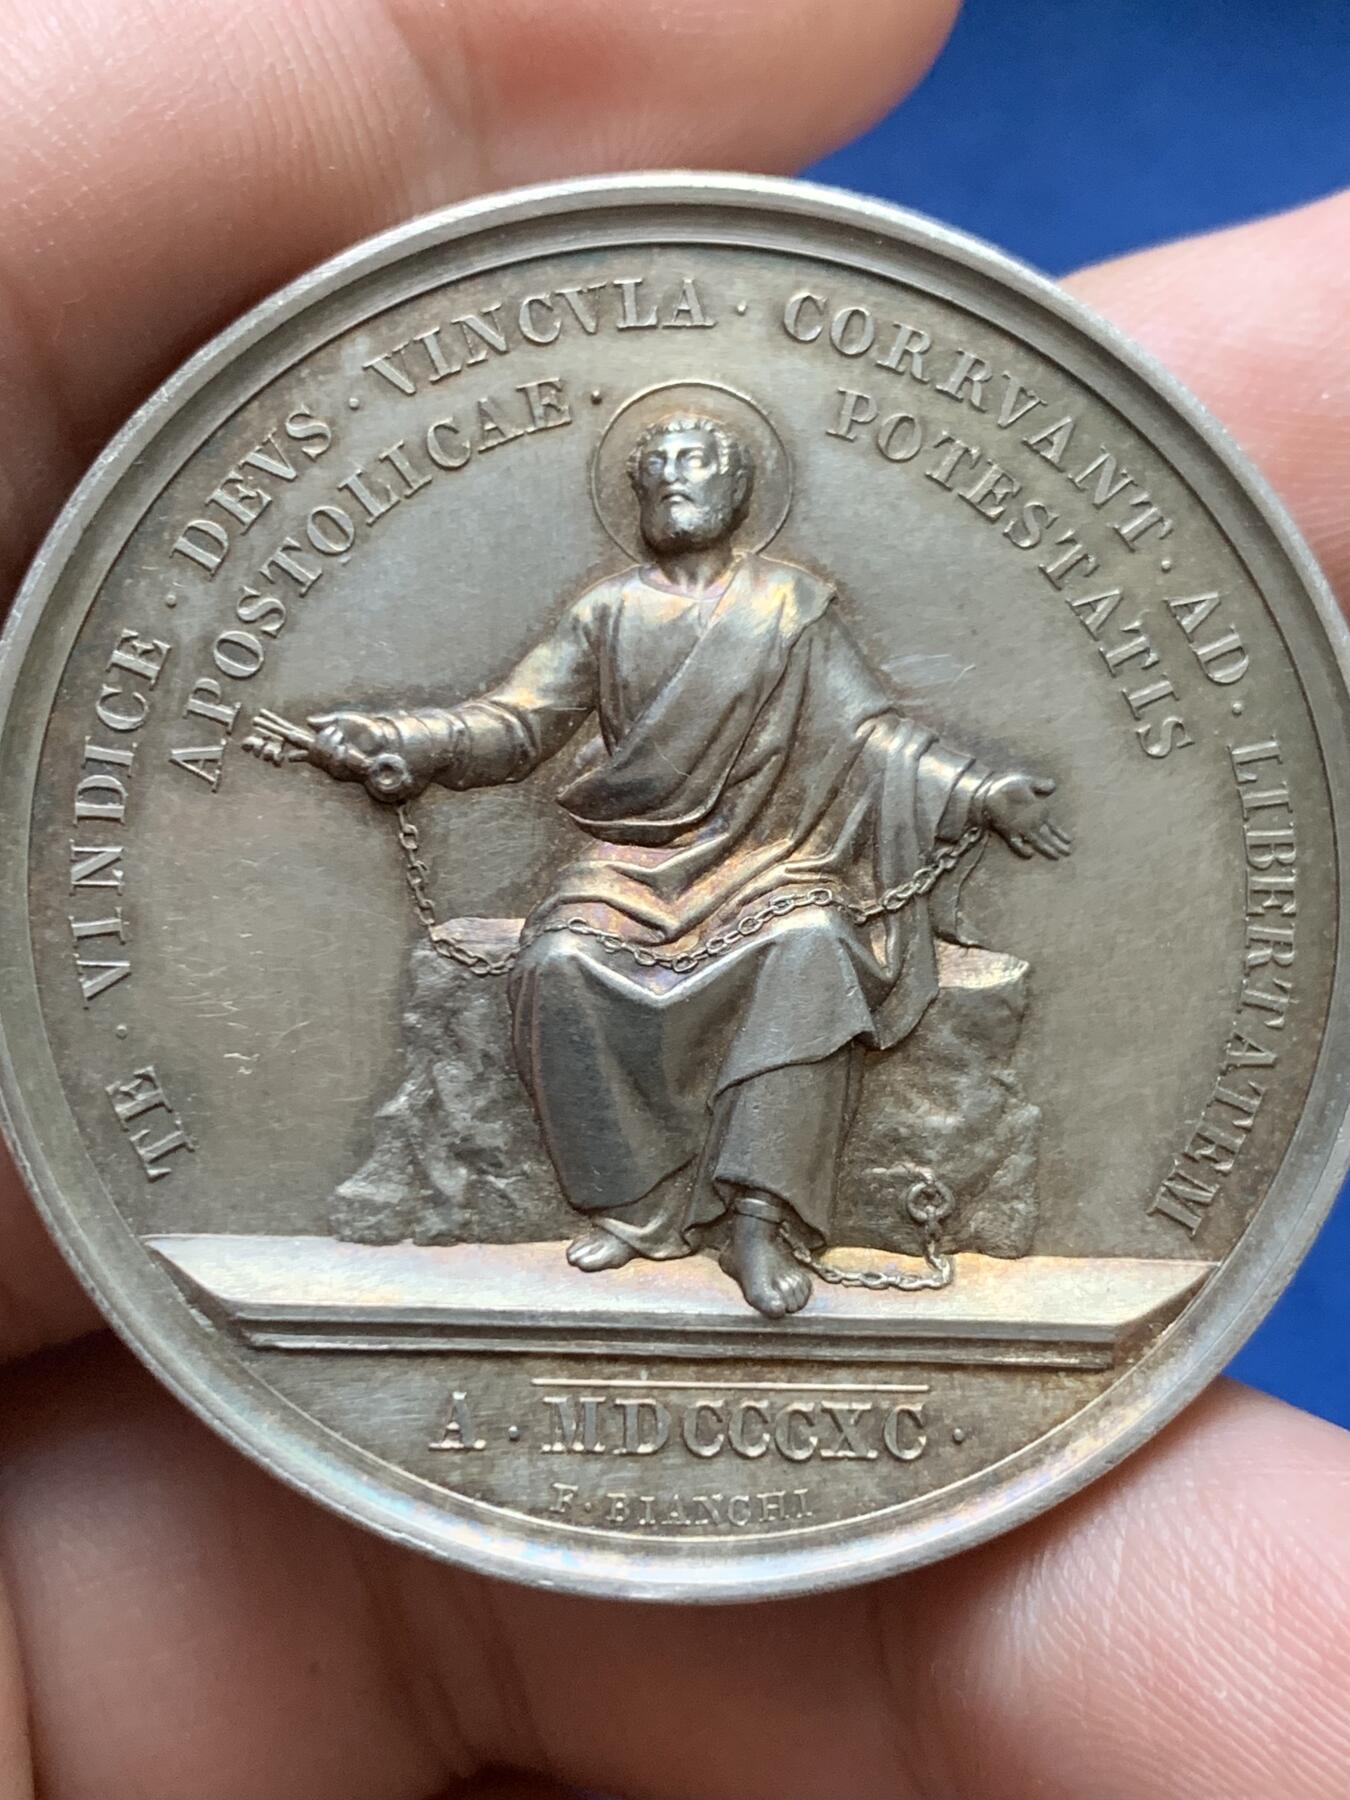 TE · VINDICE · DEVS · VINCVLA · CORRVANT · AD · LIBERTATEM
APOSTOLICAE · POTESTATIS
A · MDCCCXC ·
F · BIANCHI